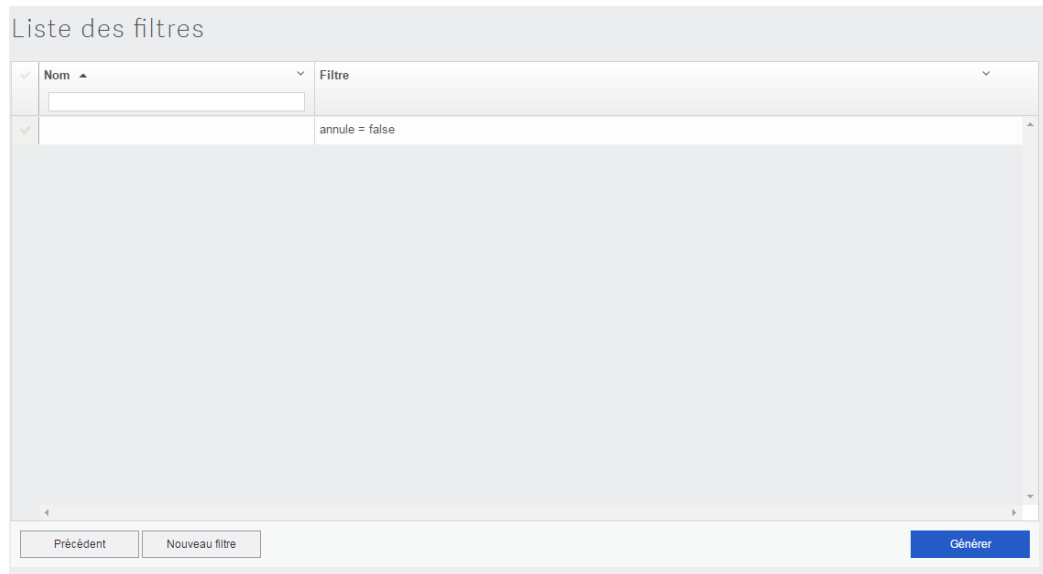 Liste des filtres
Nom Filtre
annule = false
Précédent Nouveau filtre Générer